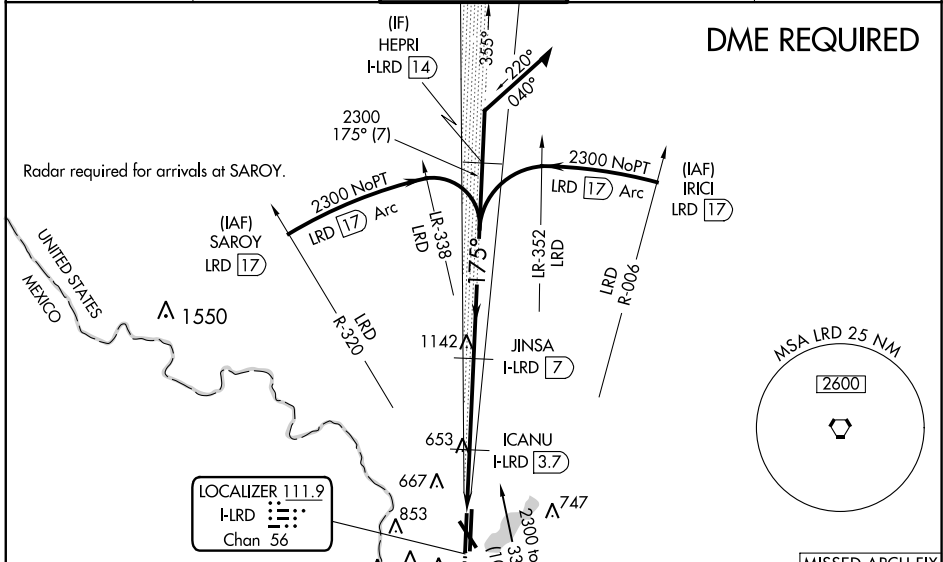 DME REQUIRED
(IF)
HEPRI
I-LRD 14
355°
220°
040°
2300
175° (7)
Radar required for arrivals at SAROY.
2300 NoPT
LRD 17 Arc
2300 NoPT
LRD 17 Arc
(IAF)
IRICI
LRD 17
(IAF)
SAROY
LRD 17
LR-338
LRD
175°
LR-352
LRD
LRD
R-006
UNITED STATES
MEXICO
1550
LRD
R-320
1142
JINSA
I-LRD 7
MSA LRD 25 NM
2600
653
ICANU
I-LRD 3.7
667
747
LOCALIZER 111.9
I-LRD
Chan 56
853
2300 to
MISSED APCH FIX